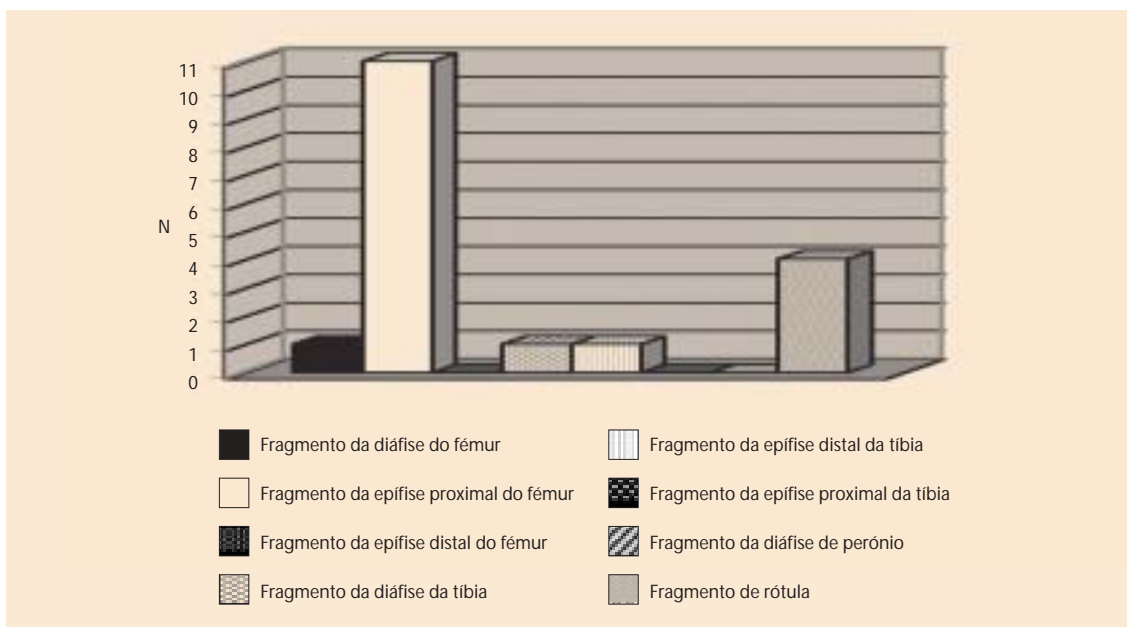 11
10
9
8
7
6
N
5
4
3
2
1
0
Fragmento da diáfise do fémur
Fragmento da epífise proximal do fémur
Fragmento da epífise distal do fémur
Fragmento da diáfise da tíbia
Fragmento da epífise distal da tíbia
Fragmento da epífise proximal da tíbia
Fragmento da diáfise de perónio
Fragmento de rótula